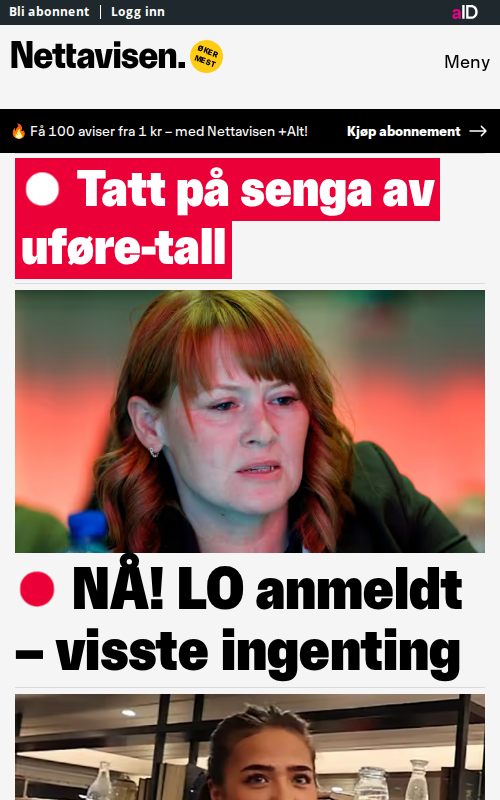 Bli abonnent | Logg inn
aID
Nettavisen.
ØKER
MEST
Meny
🔥 Få 100 aviser fra 1 kr – med Nettavisen +Alt!
Kjøp abonnement →
Tatt på senga av
uføre-tall
NÅ! LO anmeldt
– visste ingenting